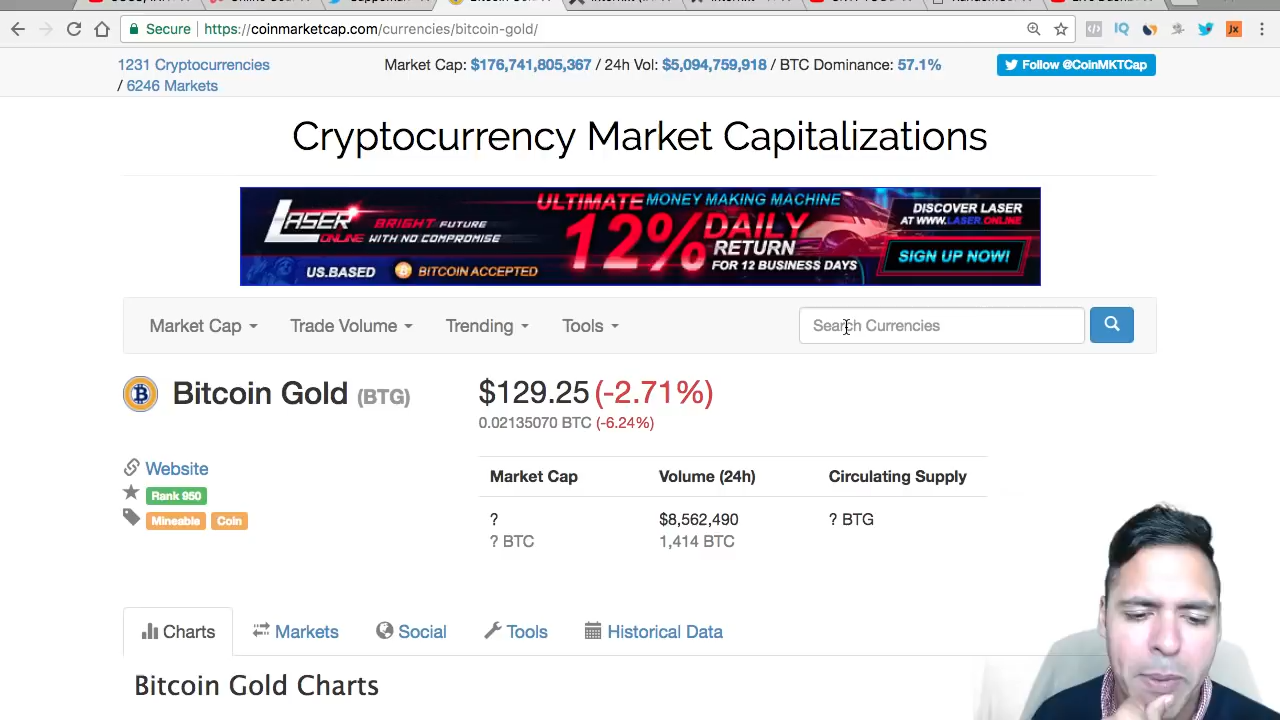 Secure
https://coinmarketcap.com/currencies/bitcoin-gold/
1231 Cryptocurrencies
/ 6246 Markets
Market Cap: $176,741,805,367 / 24h Vol: $5,094,759,918 / BTC Dominance: 57.1%
Follow @CoinMKTCap
Cryptocurrency Market Capitalizations
LASER
ONLINE
BRIGHT FUTURE
WITH NO COMPROMISE
US.BASED
BITCOIN ACCEPTED
ULTIMATE MONEY MAKING MACHINE
12% DAILY
RETURN
FOR 12 BUSINESS DAYS
DISCOVER LASER
AT WWW.LASER.ONLINE
SIGN UP NOW!
Market Cap
Trade Volume
Trending
Tools
Search Currencies
Bitcoin Gold (BTG)
$129.25 (-2.71%)
0.02135070 BTC (-6.24%)
Website
Rank 950
Mineable
Coin
Market Cap
Volume (24h)
Circulating Supply
?
$8,562,490
? BTG
? BTC
1,414 BTC
Charts
Markets
Social
Tools
Historical Data
Bitcoin Gold Charts